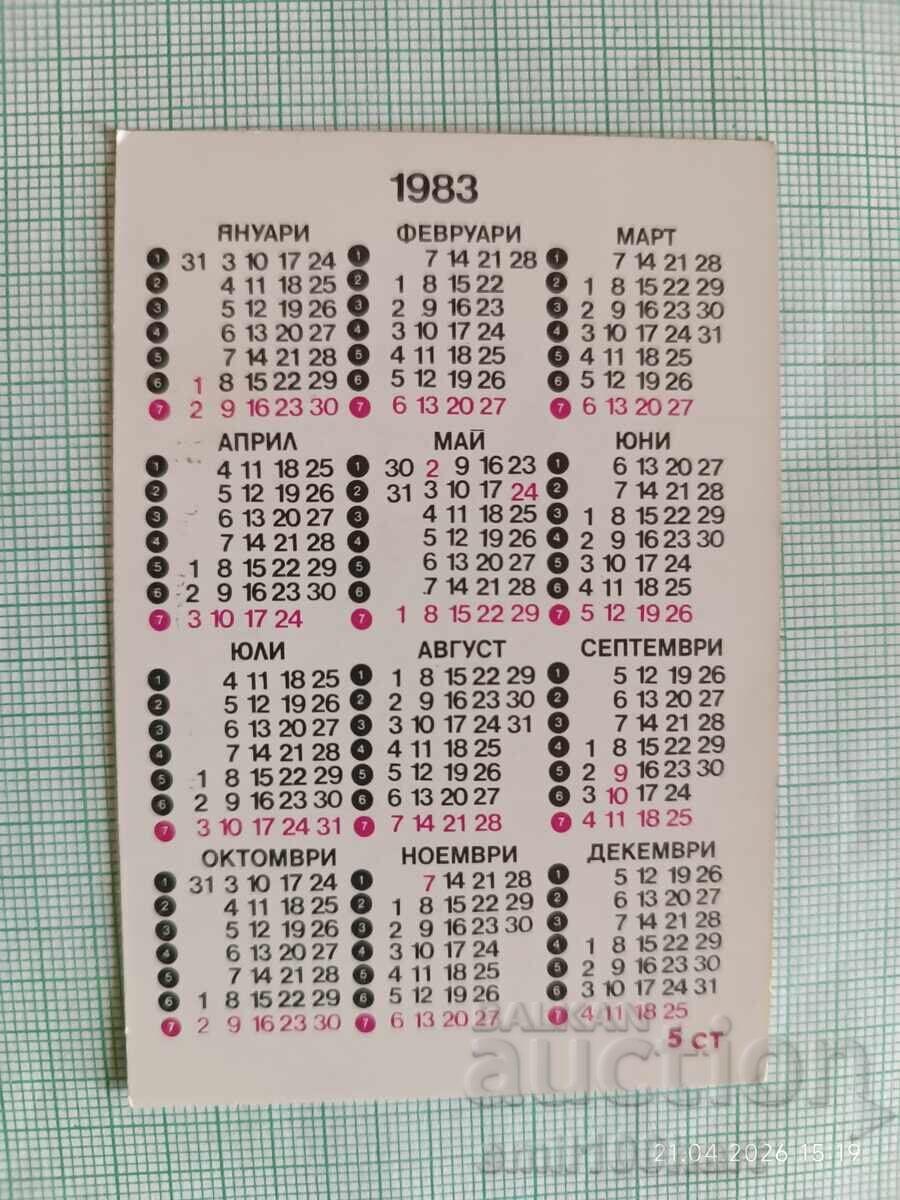 1983
ЯНУАРИ ФЕВРУАРИ МАРТ
1 31 3 10 17 24 1 7 14 21 28 1 7 14 21 28
2 4 11 18 25 2 1 8 15 22 2 1 8 15 22 29
3 5 12 19 26 3 2 9 16 23 3 2 9 16 23 30
4 6 13 20 27 4 3 10 17 24 4 3 10 17 24 31
5 7 14 21 28 5 4 11 18 25 5 4 11 18 25
6 1 8 15 22 29 6 5 12 19 26 6 5 12 19 26
7 2 9 16 23 30 7 6 13 20 27 7 6 13 20 27
АПРИЛ МАЙ ЮНИ
1 4 11 18 25 1 30 2 9 16 23 1 6 13 20 27
2 5 12 19 26 2 31 3 10 17 24 2 7 14 21 28
3 6 13 20 27 3 4 11 18 25 3 1 8 15 22 29
4 7 14 21 28 4 5 12 19 26 4 2 9 16 23 30
5 1 8 15 22 29 5 6 13 20 27 5 3 10 17 24
6 2 9 16 23 30 6 7 14 21 28 6 4 11 18 25
7 3 10 17 24 7 1 8 15 22 29 7 5 12 19 26
ЮЛИ АВГУСТ СЕПТЕМВРИ
1 4 11 18 25 1 1 8 15 22 29 1 5 12 19 26
2 5 12 19 26 2 2 9 16 23 30 2 6 13 20 27
3 6 13 20 27 3 3 10 17 24 31 3 7 14 21 28
4 7 14 21 28 4 4 11 18 25 4 1 8 15 22 29
5 1 8 15 22 29 5 5 12 19 26 5 2 9 16 23 30
6 2 9 16 23 30 6 6 13 20 27 6 3 10 17 24
7 3 10 17 24 31 7 7 14 21 28 7 4 11 18 25
ОКТОМВРИ НОЕМВРИ ДЕКЕМВРИ
1 31 3 10 17 24 1 7 14 21 28 1 5 12 19 26
2 4 11 18 25 2 1 8 15 22 29 2 6 13 20 27
3 5 12 19 26 3 2 9 16 23 30 3 7 14 21 28
4 6 13 20 27 4 3 10 17 24 4 1 8 15 22 29
5 7 14 21 28 5 4 11 18 25 5 2 9 16 23 30
6 1 8 15 22 29 6 5 12 19 26 6 3 10 17 24 31
7 2 9 16 23 30 7 6 13 20 27 7 4 11 18 25
5 СТ
BALKAN
auction
21.04.2026 15:19